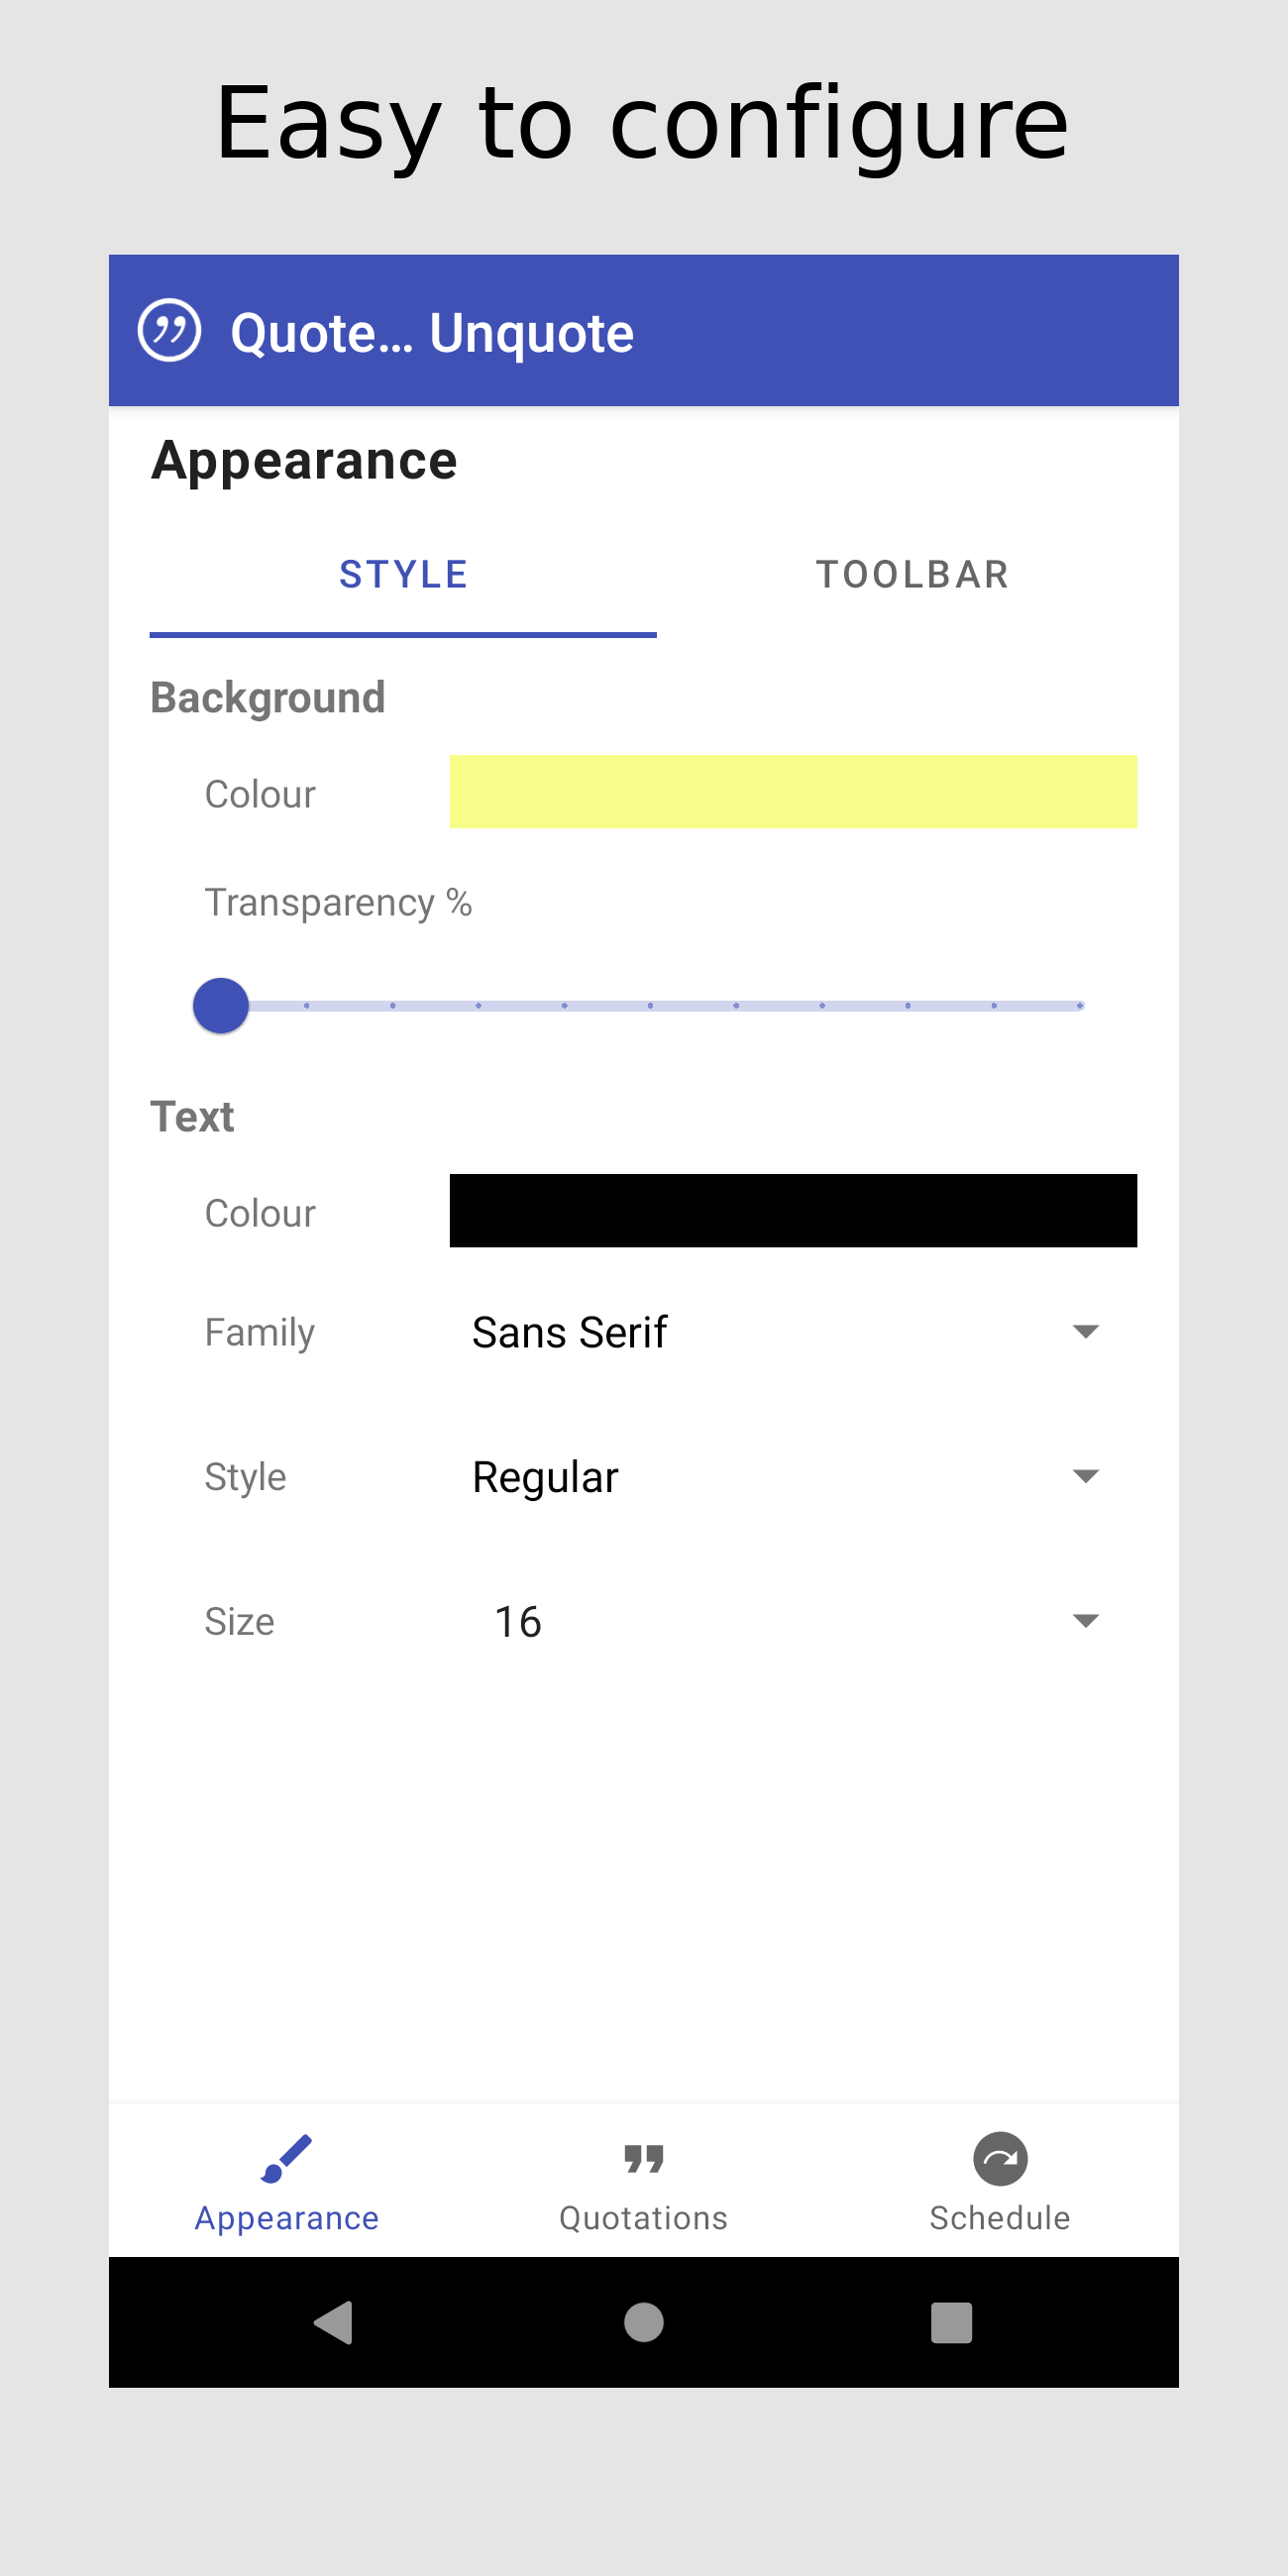 Easy to configure
Quote… Unquote
Appearance
STYLE TOOLBAR
Background
Colour
Transparency %
Text
Colour
Family Sans Serif
Style Regular
Size 16
Appearance Quotations Schedule